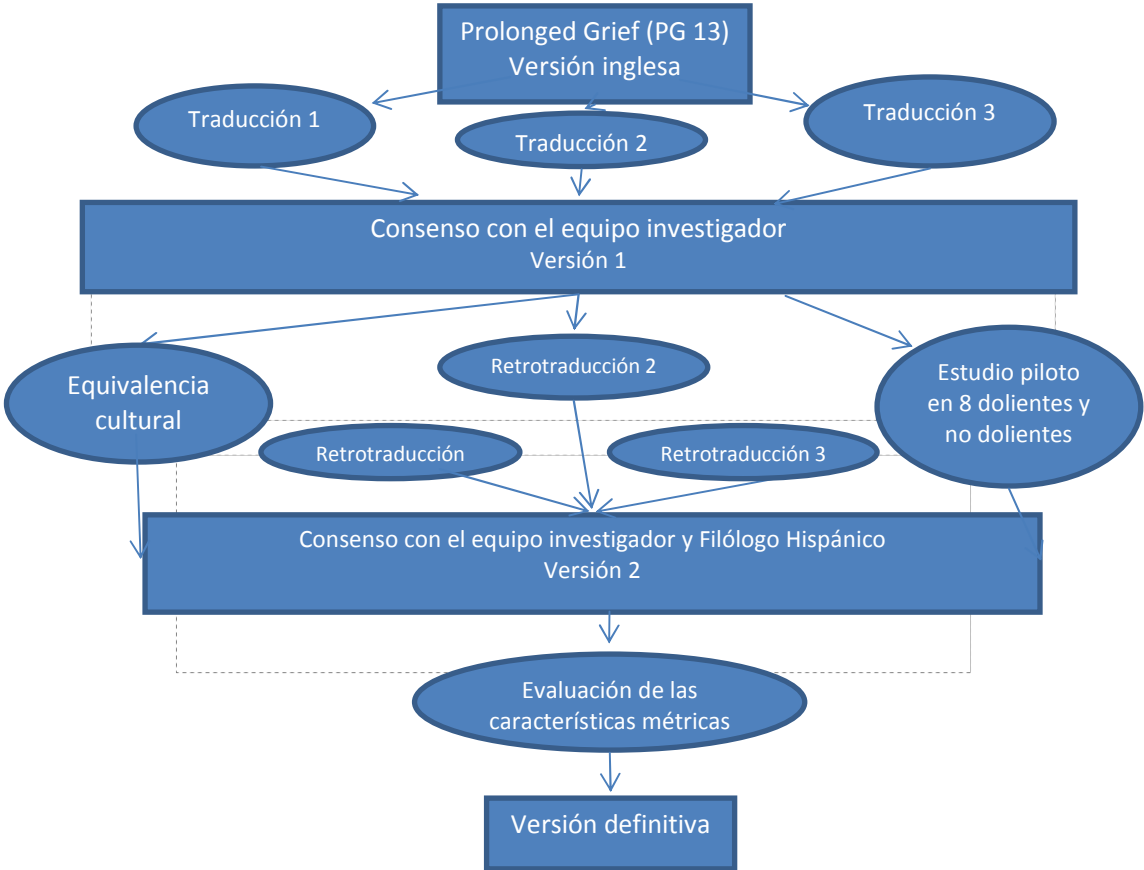 Prolonged Grief (PG 13)
Versión inglesa
Traducción 1
Traducción 2
Traducción 3
Consenso con el equipo investigador
Versión 1
Equivalencia
cultural
Retrotraducción 2
Estudio piloto
en 8 dolientes y
no dolientes
Retrotraducción
Retrotraducción 3
Consenso con el equipo investigador y Filólogo Hispánico
Versión 2
Evaluación de las
características métricas
Versión definitiva